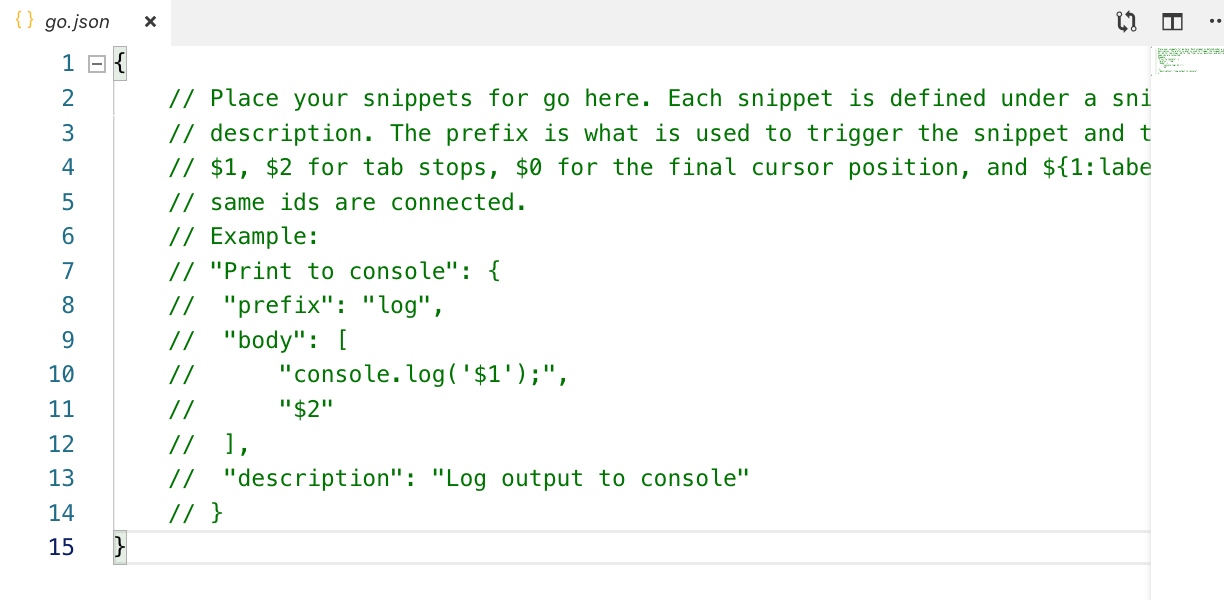 { } go.json ×
1 {
2 // Place your snippets for go here. Each snippet is defined under a sni
3 // description. The prefix is what is used to trigger the snippet and t
4 // $1, $2 for tab stops, $0 for the final cursor position, and ${1:labe
5 // same ids are connected.
6 // Example:
7 // "Print to console": {
8 //  "prefix": "log",
9 //  "body": [
10 //      "console.log('$1');",
11 //      "$2"
12 //  ],
13 //  "description": "Log output to console"
14 // }
15 }